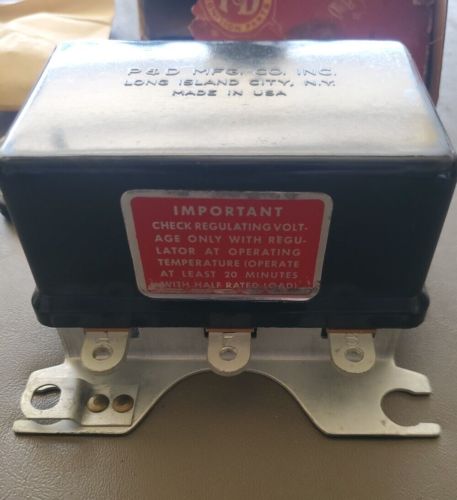 P&D
P & D MFG. CO. INC.
LONG ISLAND CITY, N.Y.
MADE IN USA
IMPORTANT
CHECK REGULATING VOLT-
AGE ONLY WITH REGU-
LATOR AT OPERATING
TEMPERATURE (OPERATE
AT LEAST 20 MINUTES
WITH HALF RATED LOAD).